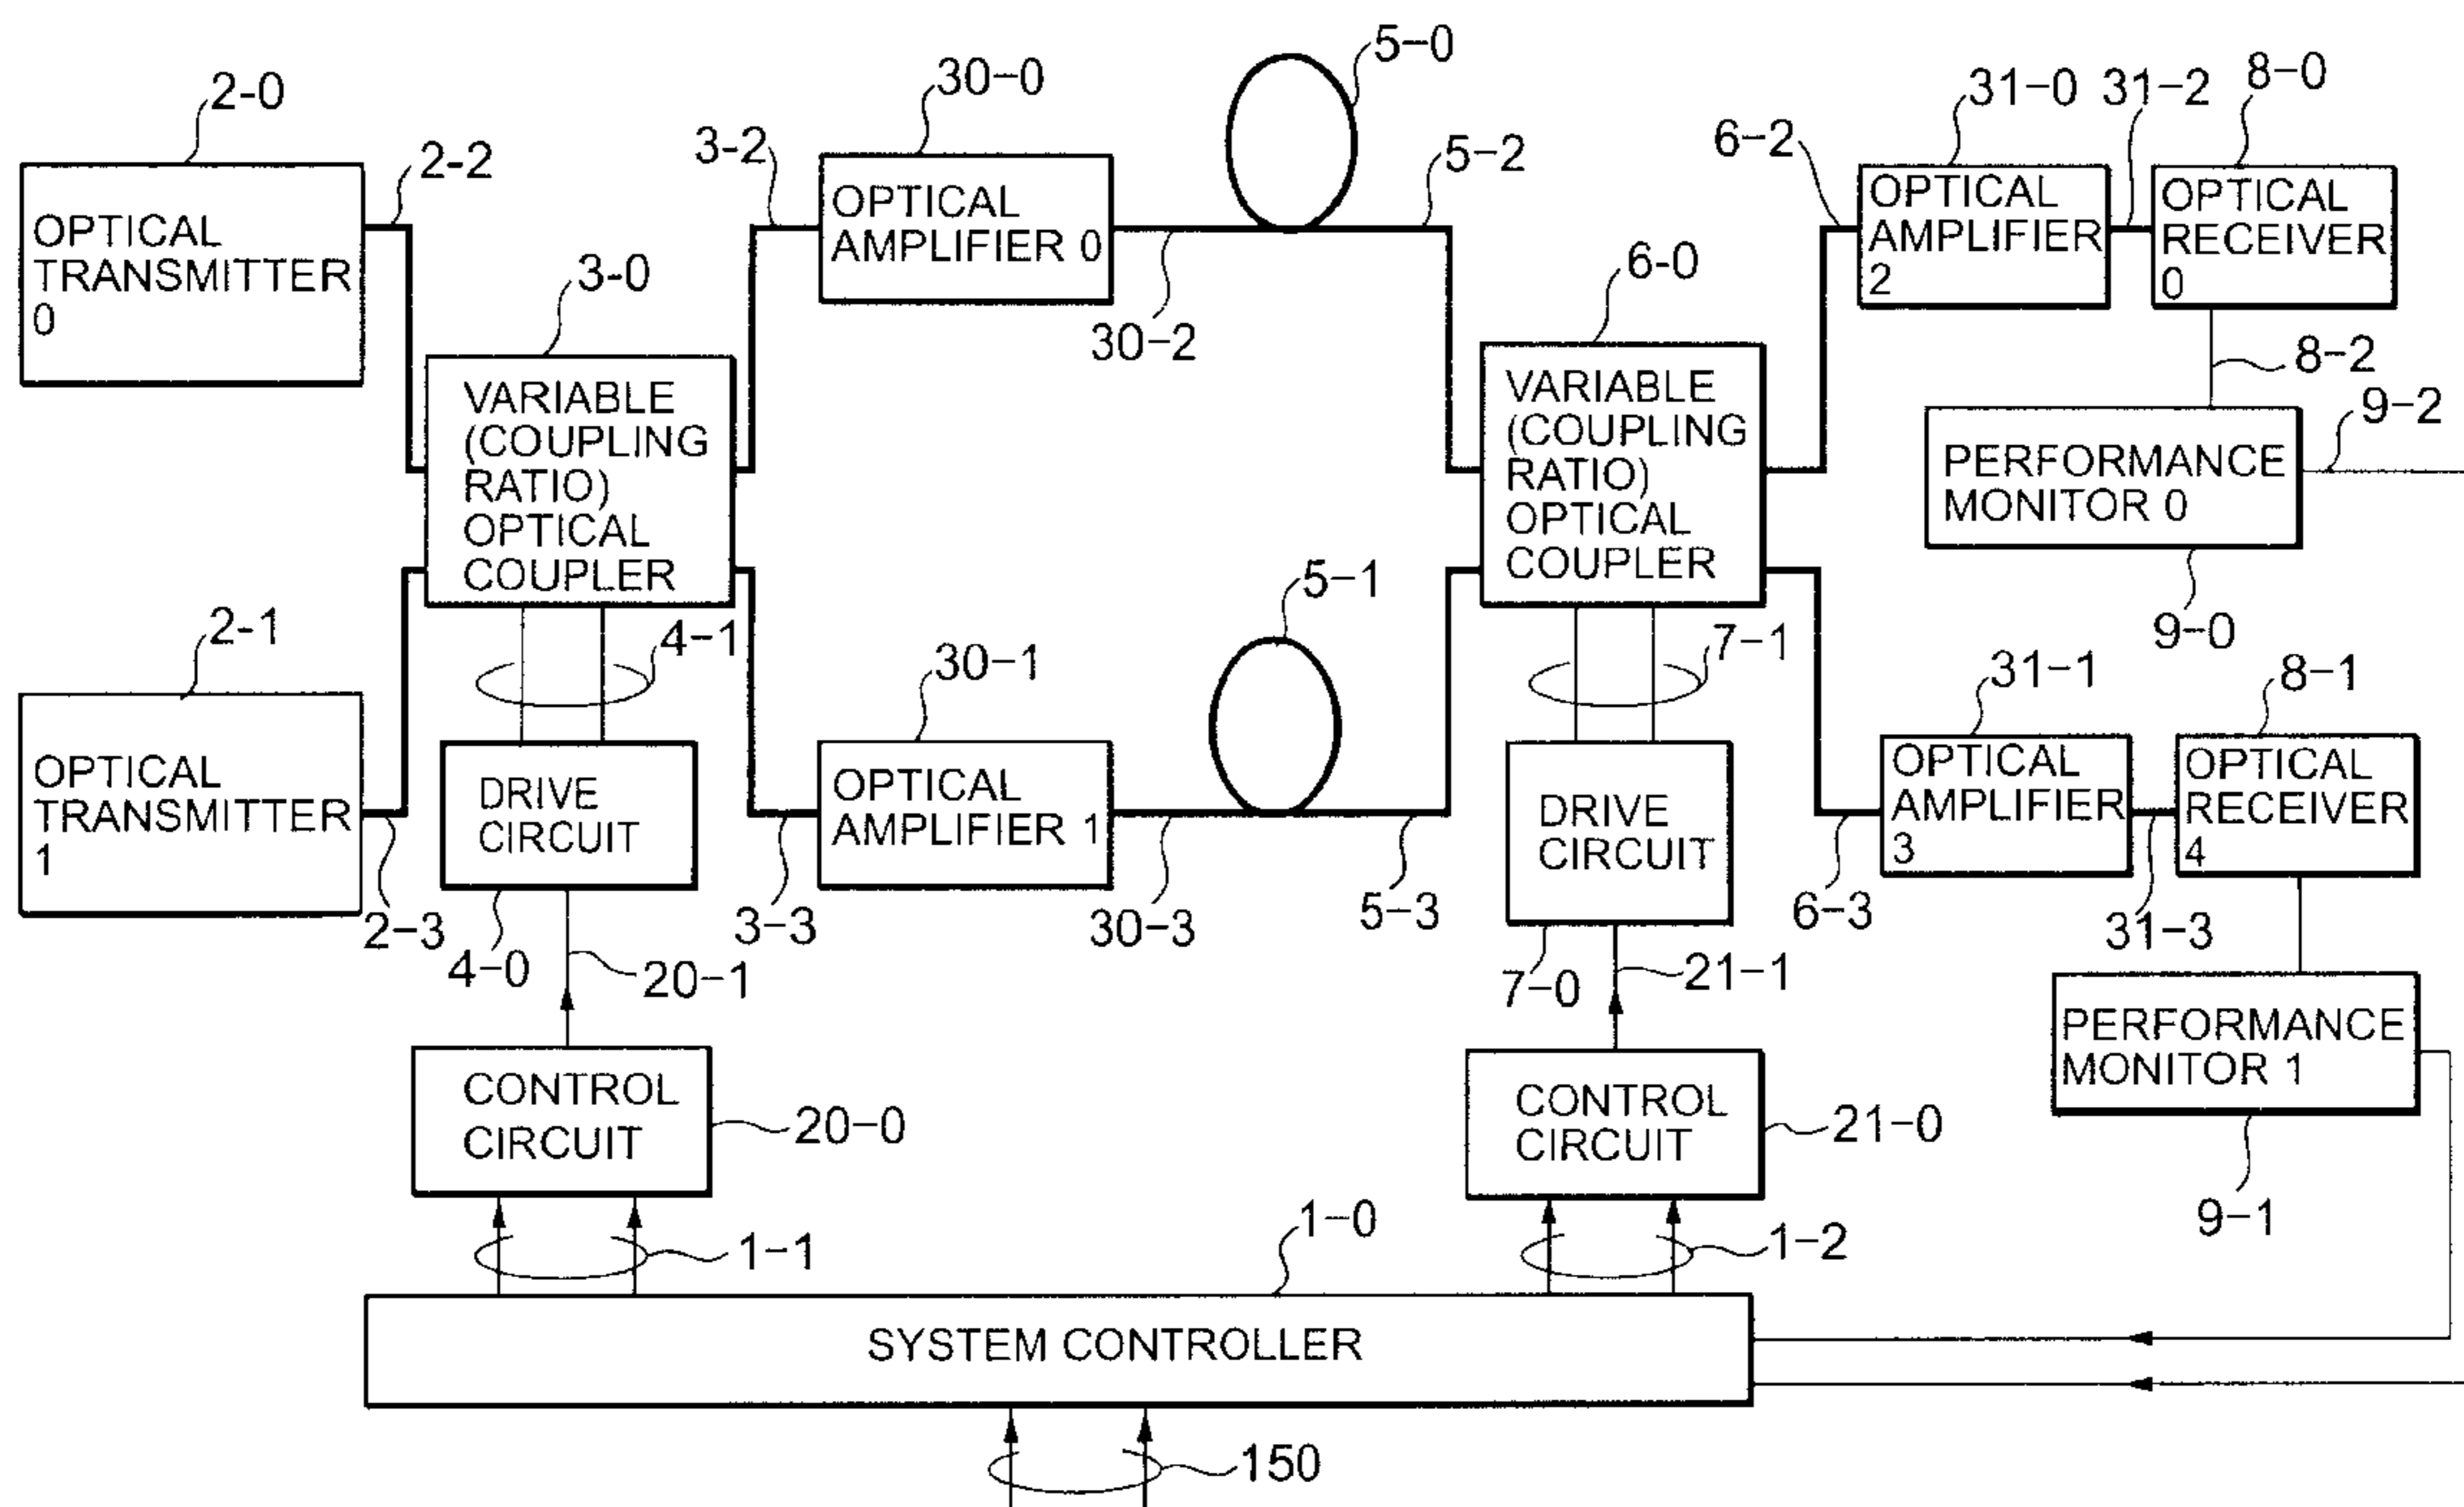 2-0
2-2
OPTICAL
TRANSMITTER
0
3-0
VARIABLE
(COUPLING
RATIO)
OPTICAL
COUPLER
3-2
30-0
OPTICAL
AMPLIFIER 0
30-2
5-0
5-2
6-0
VARIABLE
(COUPLING
RATIO)
OPTICAL
COUPLER
6-2
31-0
OPTICAL
AMPLIFIER
2
31-2
8-0
OPTICAL
RECEIVER
0
8-2
9-2
PERFORMANCE
MONITOR 0
9-0
2-1
OPTICAL
TRANSMITTER
1
2-3
4-1
DRIVE
CIRCUIT
4-0
20-1
3-3
30-1
OPTICAL
AMPLIFIER 1
30-3
5-1
5-3
7-1
DRIVE
CIRCUIT
7-0
21-1
31-1
OPTICAL
AMPLIFIER
3
6-3
31-3
8-1
OPTICAL
RECEIVER
4
PERFORMANCE
MONITOR 1
9-1
CONTROL
CIRCUIT
20-0
CONTROL
CIRCUIT
21-0
1-1
1-0
1-2
SYSTEM CONTROLLER
150